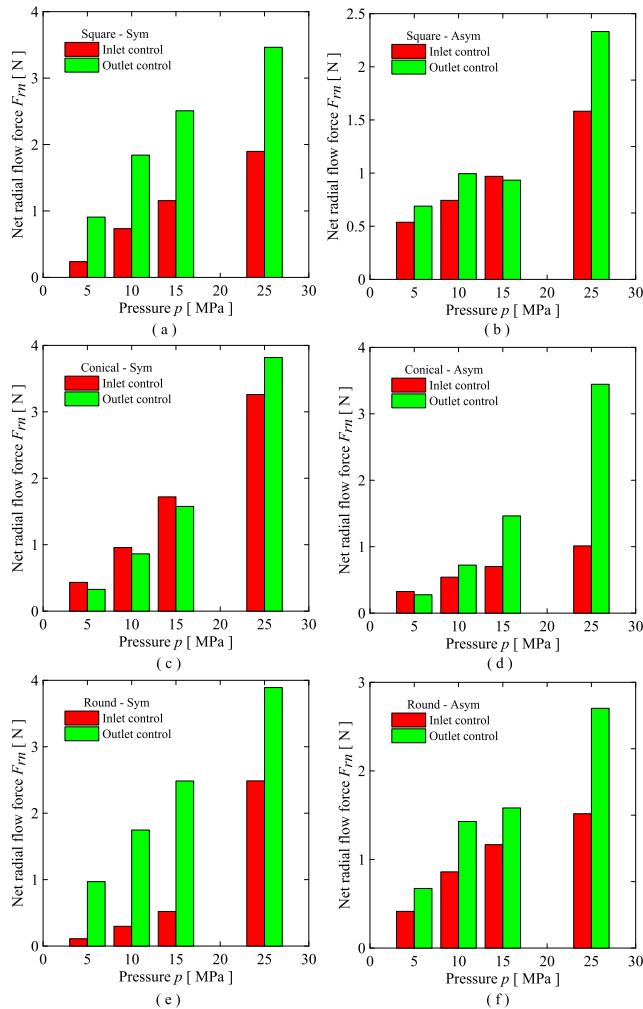 Square - Sym
Inlet control
Outlet control
Net radial flow force Frn [ N ]
4
3
2
1
0
0 5 10 15 20 25 30
Pressure p [ MPa ]
( a )
Square - Asym
Inlet control
Outlet control
Net radial flow force Frn [ N ]
2.5
2
1.5
1
0.5
0
0 5 10 15 20 25 30
Pressure p [ MPa ]
( b )
Conical - Sym
Inlet control
Outlet control
Net radial flow force Frn [ N ]
4
3
2
1
0
0 5 10 15 20 25 30
Pressure p [ MPa ]
( c )
Conical - Asym
Inlet control
Outlet control
Net radial flow force Frn [ N ]
4
3
2
1
0
0 5 10 15 20 25 30
Pressure p [ MPa ]
( d )
Round - Sym
Inlet control
Outlet control
Net radial flow force Frn [ N ]
4
3
2
1
0
0 5 10 15 20 25 30
Pressure p [ MPa ]
( e )
Round - Asym
Inlet control
Outlet control
Net radial flow force Frn [ N ]
3
2
1
0
0 5 10 15 20 25 30
Pressure p [ MPa ]
( f )